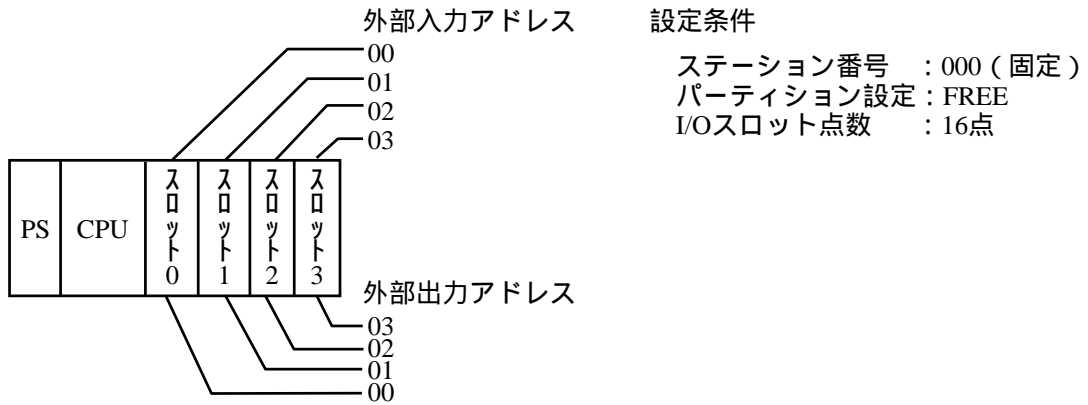 外部入力アドレス
00
01
02
03
設定条件
ステーション番号 : 000 ( 固定 )
パーティション設定 : FREE
I/Oスロット点数 : 16点
PS
CPU
スロット0
スロット1
スロット2
スロット3
外部出力アドレス
03
02
01
00